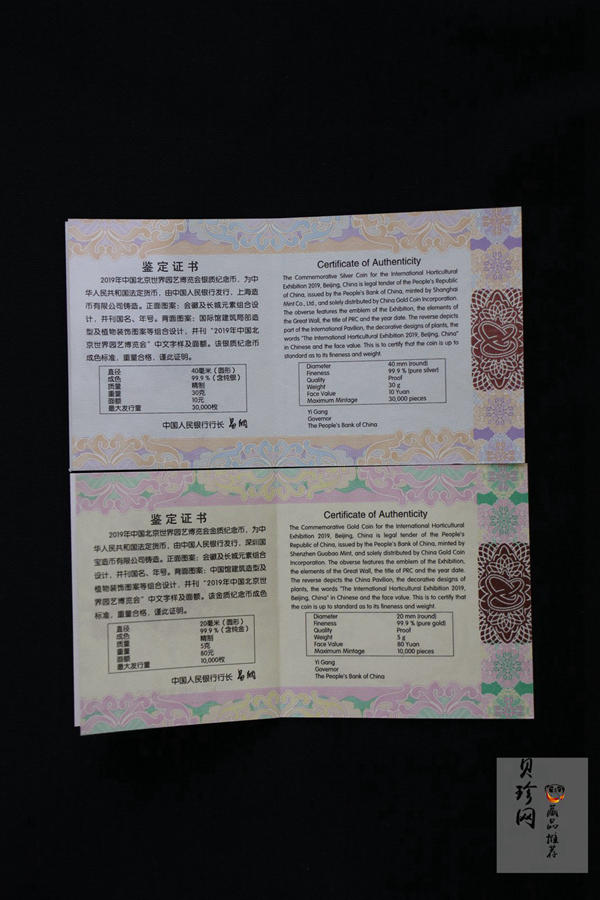 鉴定证书
2019年中国北京世界园艺博览会银质纪念币，为中
华人民共和国法定货币，由中国人民银行发行，上海造
币有限公司铸造。正面图案：会徽及长城元素组合设
计，并刊国名、年号。背面图案：国际馆建筑局部造
型及植物装饰图案等组合设计，并刊“2019年中国北
京世界园艺博览会”中文字样及面额。该银质纪念币
成色标准，重量合格，谨此证明。
直径 40毫米（圆形）
成色 99.9%（含纯银）
质量 精制
重量 30克
面额 10元
最大发行量 30,000枚
中国人民银行行长 易纲
Certificate of Authenticity
The Commemorative Silver Coin for the International Horticultural
Exhibition 2019, Beijing, China is legal tender of the People's Republic
of China, issued by the People's Bank of China, minted by Shanghai
Mint Co., Ltd., and solely distributed by China Gold Coin Incorporation.
The obverse features the emblem of the Exhibition, the elements of
the Great Wall, the title of PRC and the year date. The reverse depicts
part of the International Pavilion, the decorative designs of plants, the
words "The International Horticultural Exhibition 2019, Beijing, China"
in Chinese and the face value. This is to certify that the coin is up to
standard as to its fineness and weight.
Diameter 40 mm (round)
Fineness 99.9 % (pure silver)
Quality Proof
Weight 30 g
Face Value 10 Yuan
Maximum Mintage 30,000 pieces
Yi Gang
Governor
The People's Bank of China
鉴定证书
2019年中国北京世界园艺博览会金质纪念币，为中
华人民共和国法定货币，由中国人民银行发行，深圳国
宝造币有限公司铸造。正面图案：会徽及长城元素组合
设计，并刊国名、年号。背面图案：中国馆建筑造型及
植物装饰图案等组合设计，并刊“2019年中国北京世
界园艺博览会”中文字样及面额。该金质纪念币成色
标准，重量合格，谨此证明。
直径 20毫米（圆形）
成色 99.9%（含纯金）
质量 精制
重量 5克
面额 80元
最大发行量 10,000枚
中国人民银行行长 易纲
Certificate of Authenticity
The Commemorative Gold Coin for the International Horticultural
Exhibition 2019, Beijing, China is legal tender of the People's
Republic of China, issued by the People's Bank of China, minted by
Shenzhen Guobao Mint, and solely distributed by China Gold Coin
Incorporation. The obverse features the emblem of the Exhibition,
the elements of the Great Wall, the title of PRC and the year date.
The reverse depicts the China Pavilion, the decorative designs of
plants, the words "The International Horticultural Exhibition 2019,
Beijing, China" in Chinese and the face value. This is to certify that
the coin is up to standard as to its fineness and weight.
Diameter 20 mm (round)
Fineness 99.9 % (pure gold)
Quality Proof
Weight 5 g
Face Value 80 Yuan
Maximum Mintage 10,000 pieces
Yi Gang
Governor
The People's Bank of China
贝珍网
藏品推荐